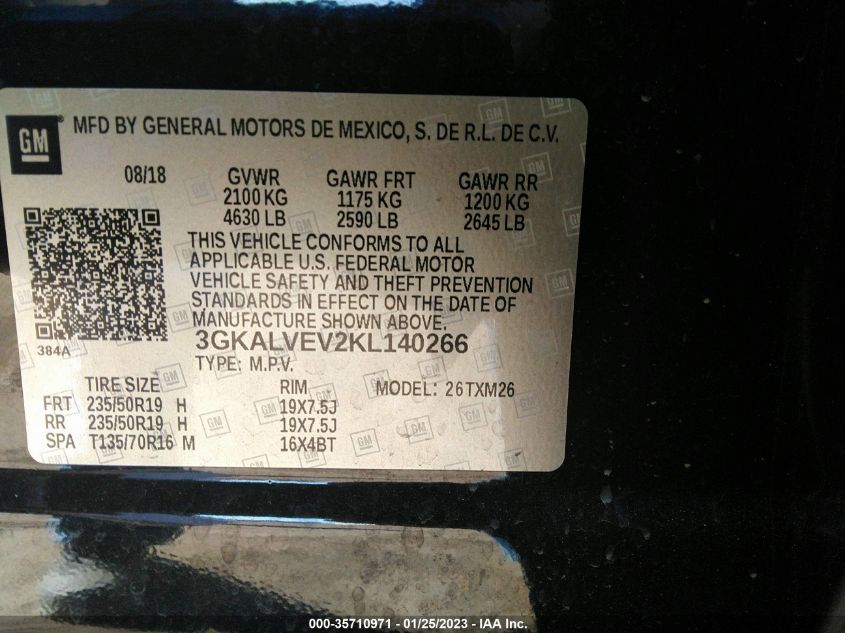 GM
MFD BY GENERAL MOTORS DE MEXICO, S. DE R.L. DE C.V.
08/18 GVWR GAWR FRT GAWR RR
2100 KG 1175 KG 1200 KG
4630 LB 2590 LB 2645 LB
THIS VEHICLE CONFORMS TO ALL
APPLICABLE U.S. FEDERAL MOTOR
VEHICLE SAFETY AND THEFT PREVENTION
STANDARDS IN EFFECT ON THE DATE OF
MANUFACTURE SHOWN ABOVE.
384A
3GKALVEV2KL140266
TYPE: M.P.V.
TIRE SIZE RIM MODEL: 26TXM26
FRT 235/50R19 H 19X7.5J
RR 235/50R19 H 19X7.5J
SPA T135/70R16 M 16X4BT
000-35710971 - 01/25/2023 - IAA Inc.